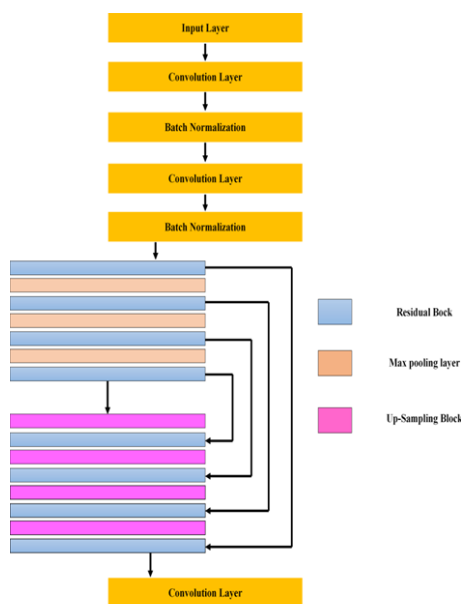 Input Layer
Convolution Layer
Batch Normalization
Convolution Layer
Batch Normalization
Residual Bock
Max pooling layer
Up-Sampling Block
Convolution Layer